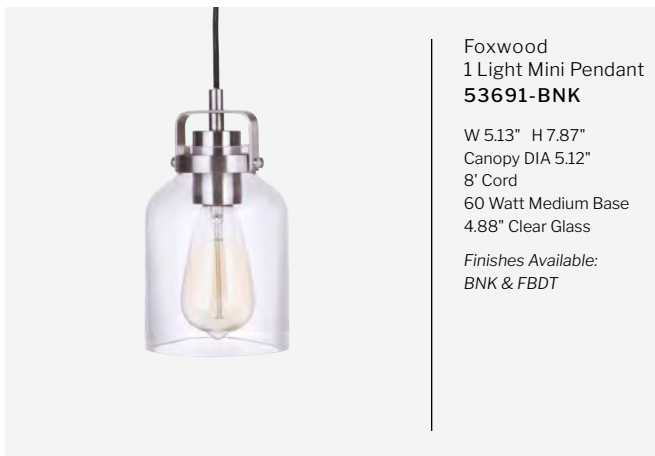 Foxwood
1 Light Mini Pendant
53691-BNK
W 5.13" H 7.87"
Canopy DIA 5.12"
8' Cord
60 Watt Medium Base
4.88" Clear Glass
Finishes Available:
BNK & FBDT